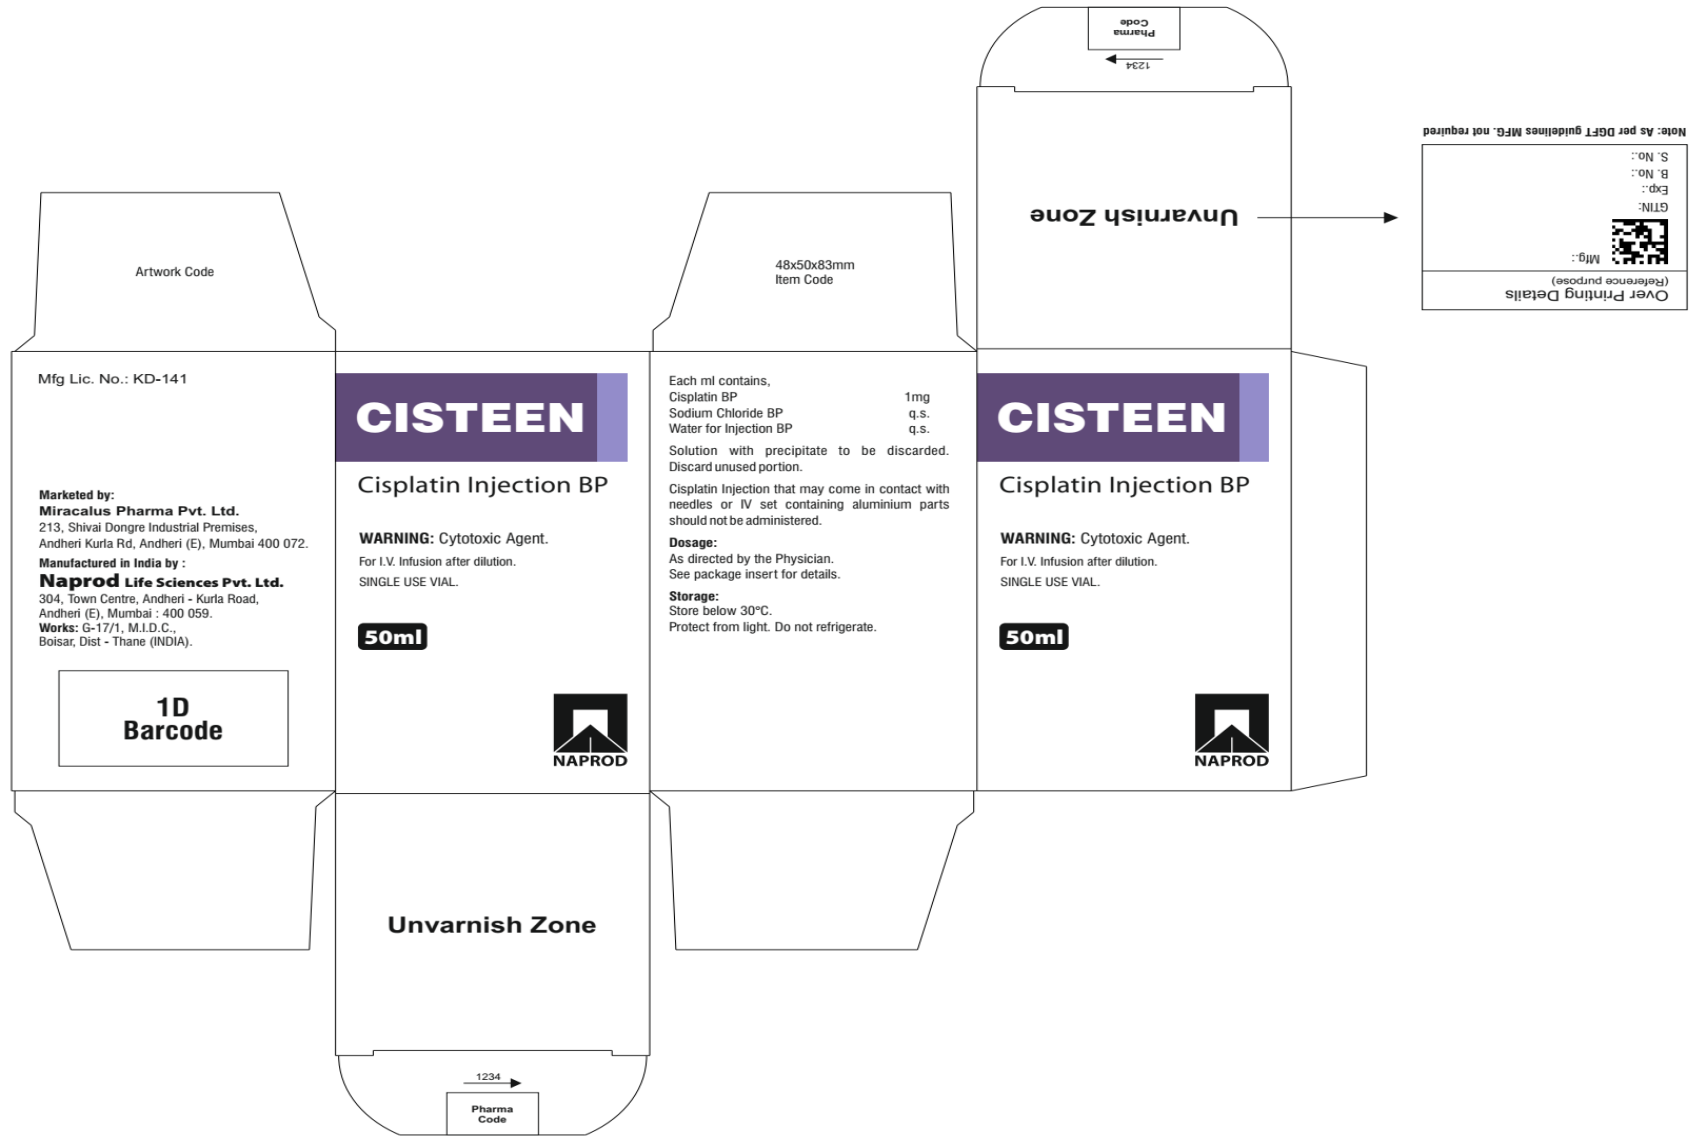 Pharma
Code
1234
Unvarnish Zone
Note: As per DGFT guidelines MFG. not required
Over Printing Details
(Reference purpose)
Mfg.:
GTIN:
Exp.:
B. No.:
S. No.:
Artwork Code
48x50x83mm
Item Code
Mfg Lic. No.: KD-141
Marketed by:
Miracalus Pharma Pvt. Ltd.
213, Shivai Dongre Industrial Premises,
Andheri Kurla Rd, Andheri (E), Mumbai 400 072.
Manufactured in India by :
Naprod Life Sciences Pvt. Ltd.
304, Town Centre, Andheri - Kurla Road,
Andheri (E), Mumbai : 400 059.
Works: G-17/1, M.I.D.C.,
Boisar, Dist - Thane (INDIA).
1D
Barcode
CISTEEN
Cisplatin Injection BP
WARNING: Cytotoxic Agent.
For I.V. Infusion after dilution.
SINGLE USE VIAL.
50ml
NAPROD
Each ml contains,
Cisplatin BP 1mg
Sodium Chloride BP q.s.
Water for Injection BP q.s.
Solution with precipitate to be discarded.
Discard unused portion.
Cisplatin Injection that may come in contact with
needles or IV set containing aluminium parts
should not be administered.
Dosage:
As directed by the Physician.
See package insert for details.
Storage:
Store below 30°C.
Protect from light. Do not refrigerate.
CISTEEN
Cisplatin Injection BP
WARNING: Cytotoxic Agent.
For I.V. Infusion after dilution.
SINGLE USE VIAL.
50ml
NAPROD
Unvarnish Zone
1234
Pharma
Code